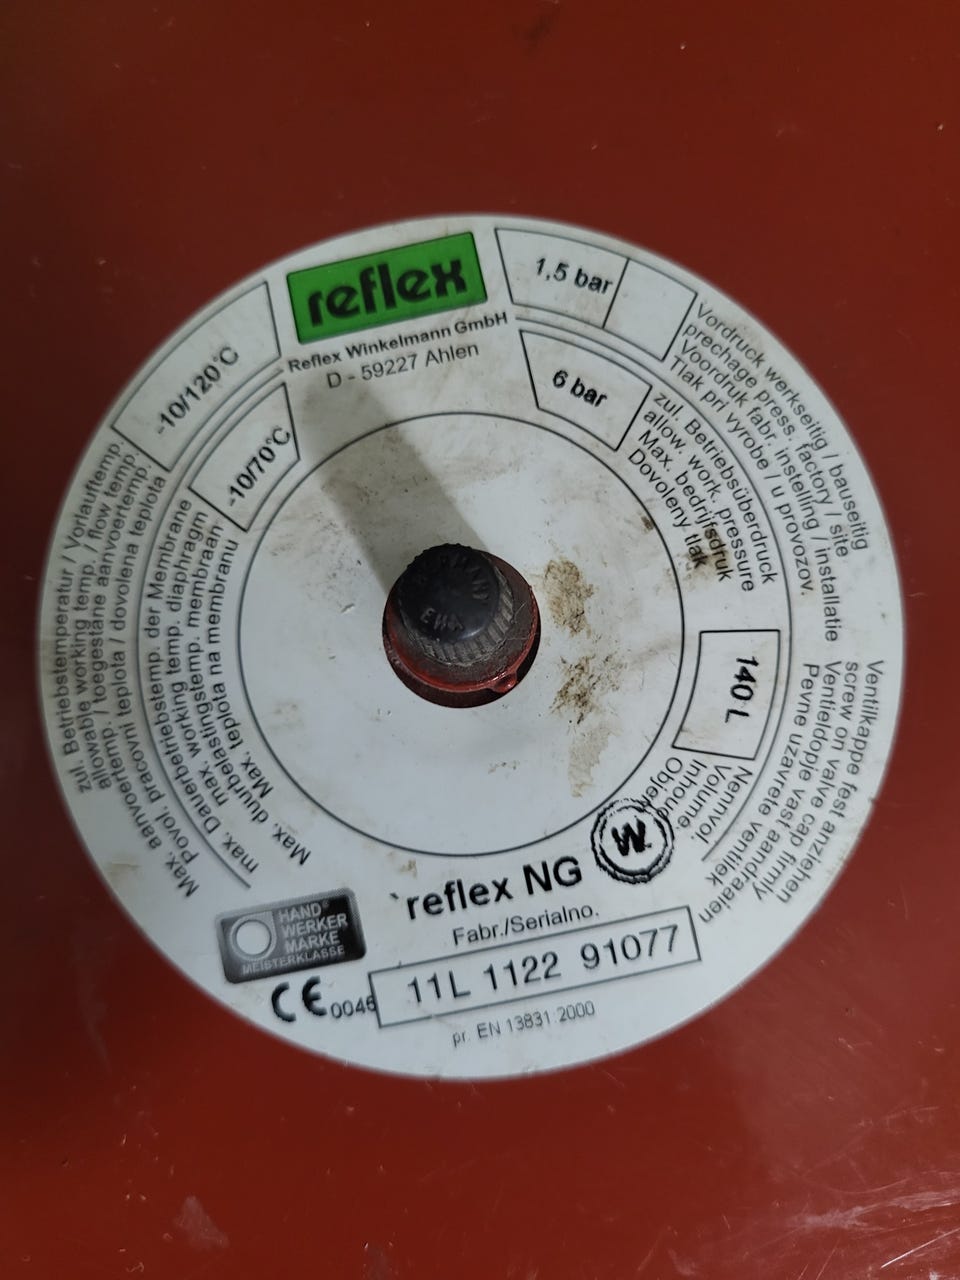 reflex
Reflex Winkelmann GmbH
D - 59227 Ahlen
1,5 bar
Vordruck werkseitig / bauseitig
prechage press. factory / site
Voordruk fabr. instelling / installatie
Tlak pri vyrobe / u provozov.
6 bar
zul. Betriebsüberdruck
allow. work. pressure
Max. bedrijfsdruk
Dovoleny tlak
140 L
Nennvol.
Volume
Inhoud
Objem
Ventilkappe fest anziehen
screw on valve cap firmly
Ventieldopje vast aandraaien
Pevne uzavrete ventilek
-10/120°C
zul. Betriebstemperatur / Vorlauftemp.
allowable working temp. / flow temp.
Max. aanvoertemp. / toegestane aanvoertemp.
Povol. pracovni teplota / dovolena teplota
-10/70°C
max. Dauerbetriebstemp. der Membrane
max. working temp. diaphragm
Max. duurbelastingstemp. membraan
Max. teplota na membranu
W.
`reflex NG
Fabr./Serialno.
11L 1122 91077
HAND®
WERKER
MARKE
MEISTERKLASSE
CE 0046
pr. EN 13831:2000